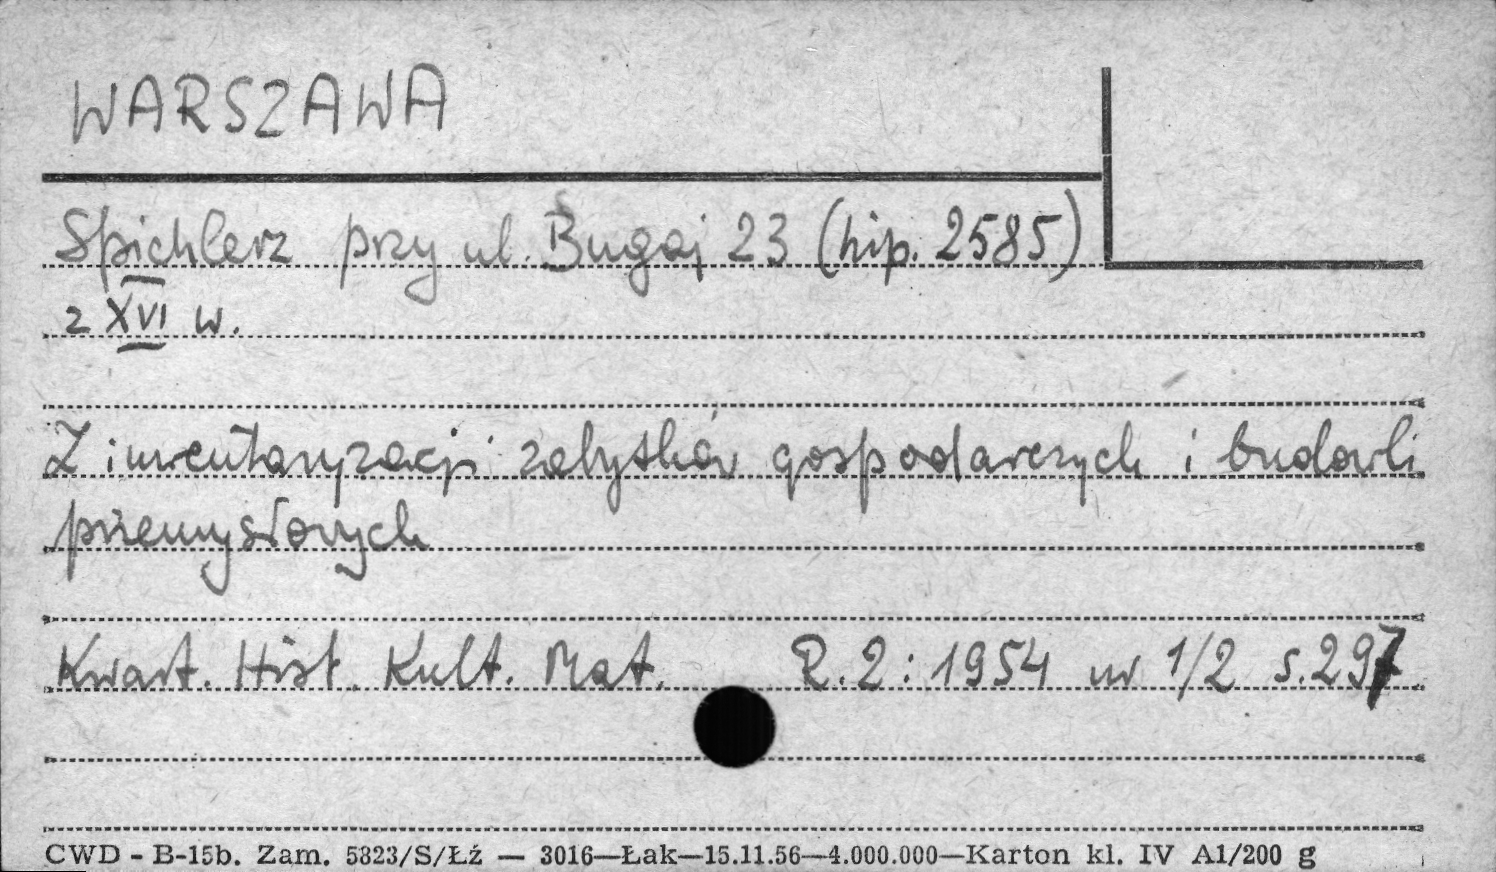 WARSZAWA
Spichlerz przy ul. Bugaj 23 (hip. 2585)
z XVI w.
Z inwentaryzacji zabytków gospodarczych i budowli
przemysłowych
Kwart. Hist. Kult. Mat. R. 2: 1954 nr 1/2 s. 297
CWD - B-15b. Zam. 5823/S/Łź — 3016—Łak—15.11.56—4.000.000—Karton kl. IV A1/200 g